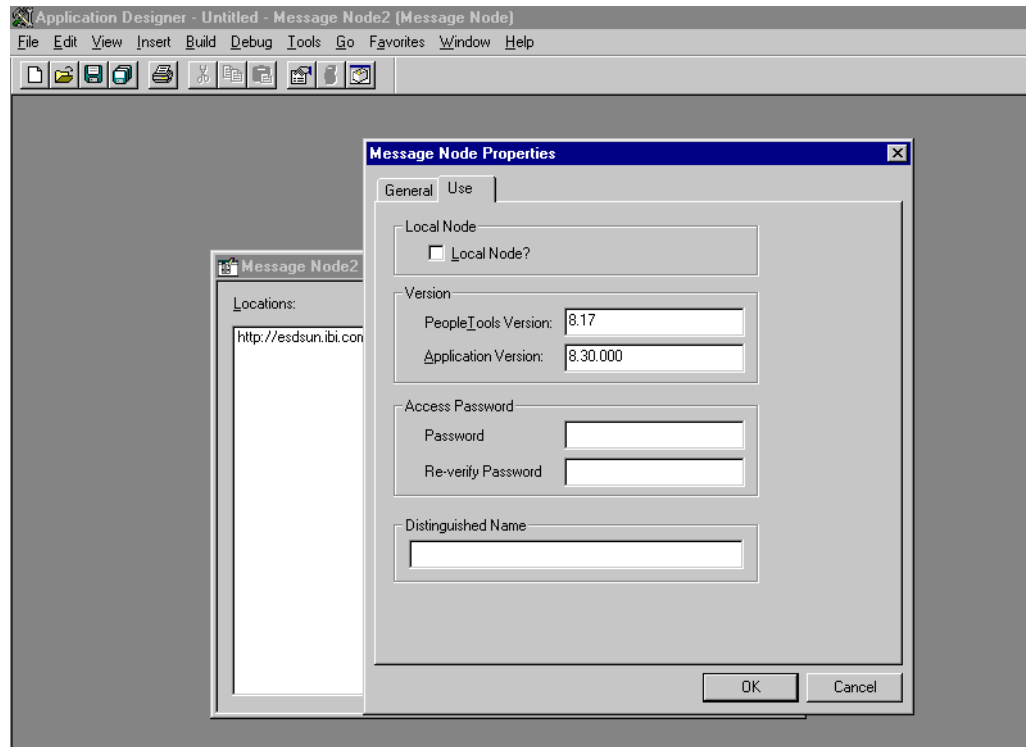 Application Designer - Untitled - Message Node2 (Message Node)
File Edit View Insert Build Debug Tools Go Favorites Window Help
Message Node Properties
General Use
Local Node
Local Node?
Message Node2
Version
Locations:
PeopleTools Version: 8.17
http://esdsun.ibi.com
Application Version: 8.30.000
Access Password
Password
Re-verify Password
Distinguished Name
OK Cancel